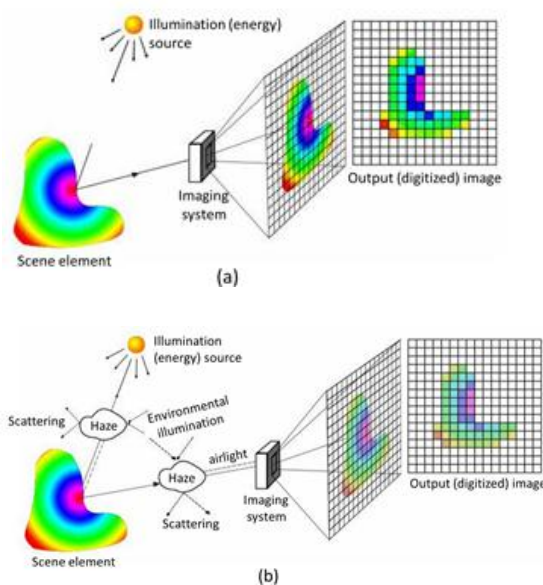 Illumination (energy)
source
Imaging
system
Output (digitized) image
Scene element
(a)
Illumination
(energy) source
Scattering
Haze
Environmental
illumination
airlight
Haze
Scattering
Imaging
system
Output (digitized) image
Scene element
(b)